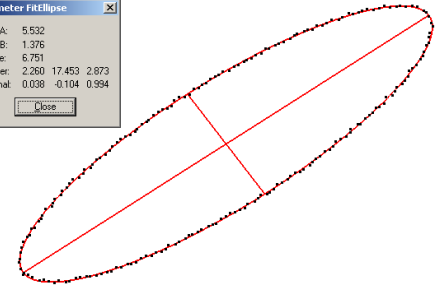 meter FitEllipse
A: 5.532
B: 1.376
e: 6.751
er: 2.260 17.453 2.873
nal: 0.038 -0.104 0.994
Close